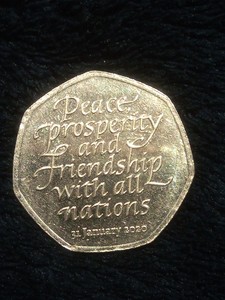 Peace,
prosperity
and
friendship
with all
nations
31 January 2020